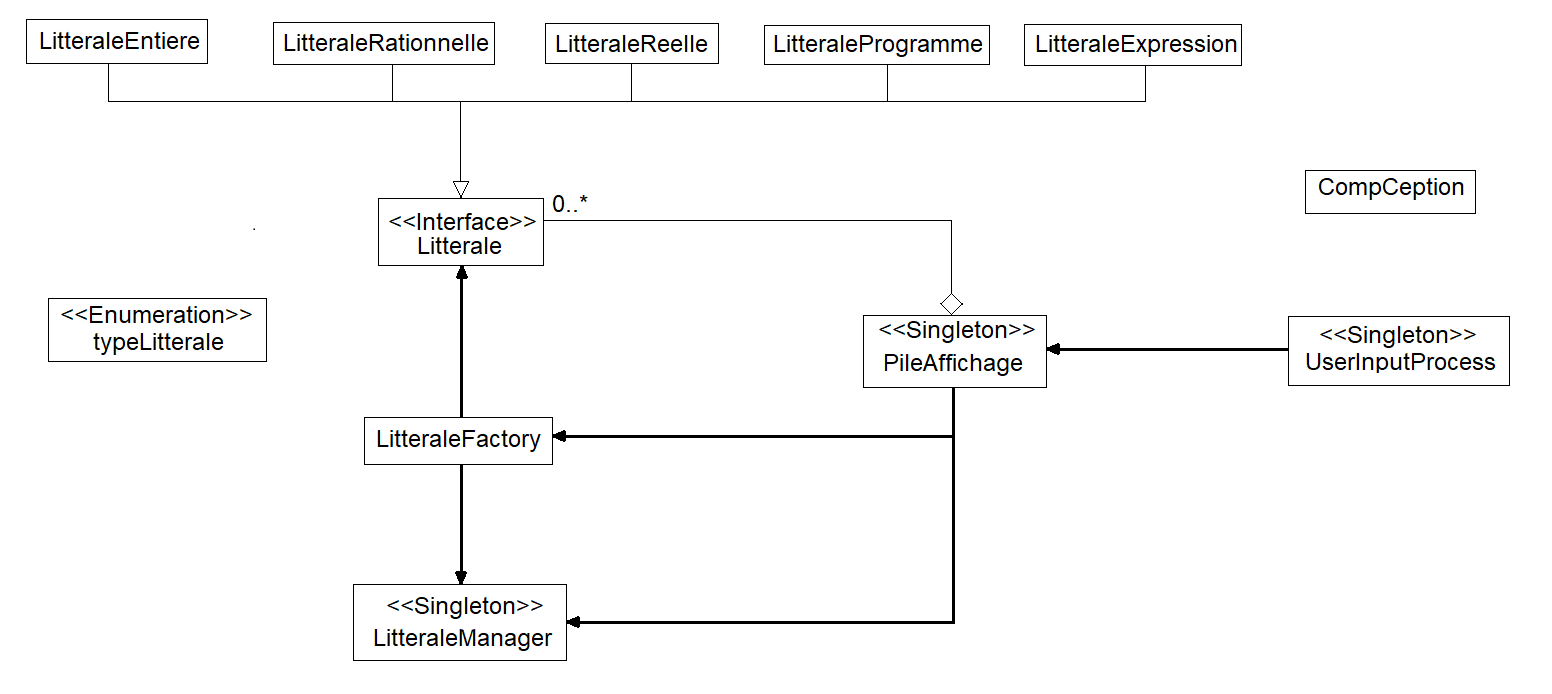 LitteraleEntiere
LitteraleRationnelle
LitteraleReelle
LitteraleProgramme
LitteraleExpression
CompCeption
<<Interface>>
Litterale
0..*
<<Enumeration>>
typeLitterale
<<Singleton>>
PileAffichage
<<Singleton>>
UserInputProcess
LitteraleFactory
<<Singleton>>
LitteraleManager